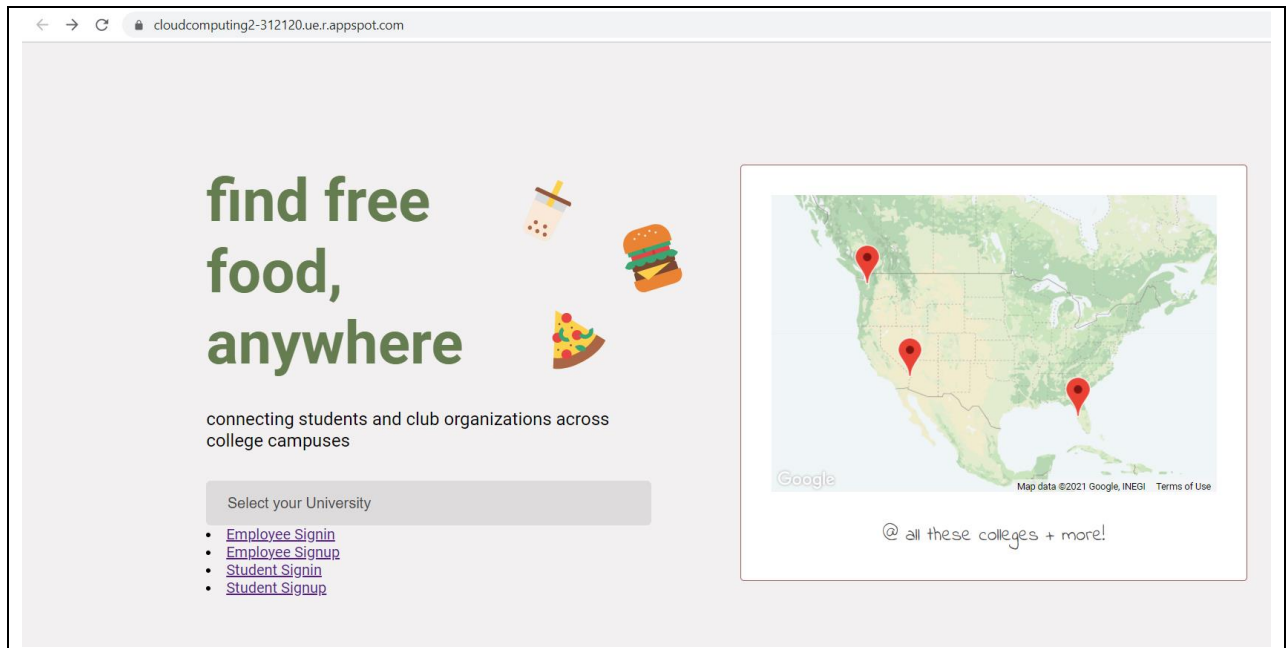 cloudcomputing2-312120.ue.r.appspot.com
find free
food,
anywhere
connecting students and club organizations across
college campuses
Select your University
Employee Signin
Employee Signup
Student Signin
Student Signup
Google
Map data ©2021 Google, INEGI Terms of Use
@ all these colleges + more!